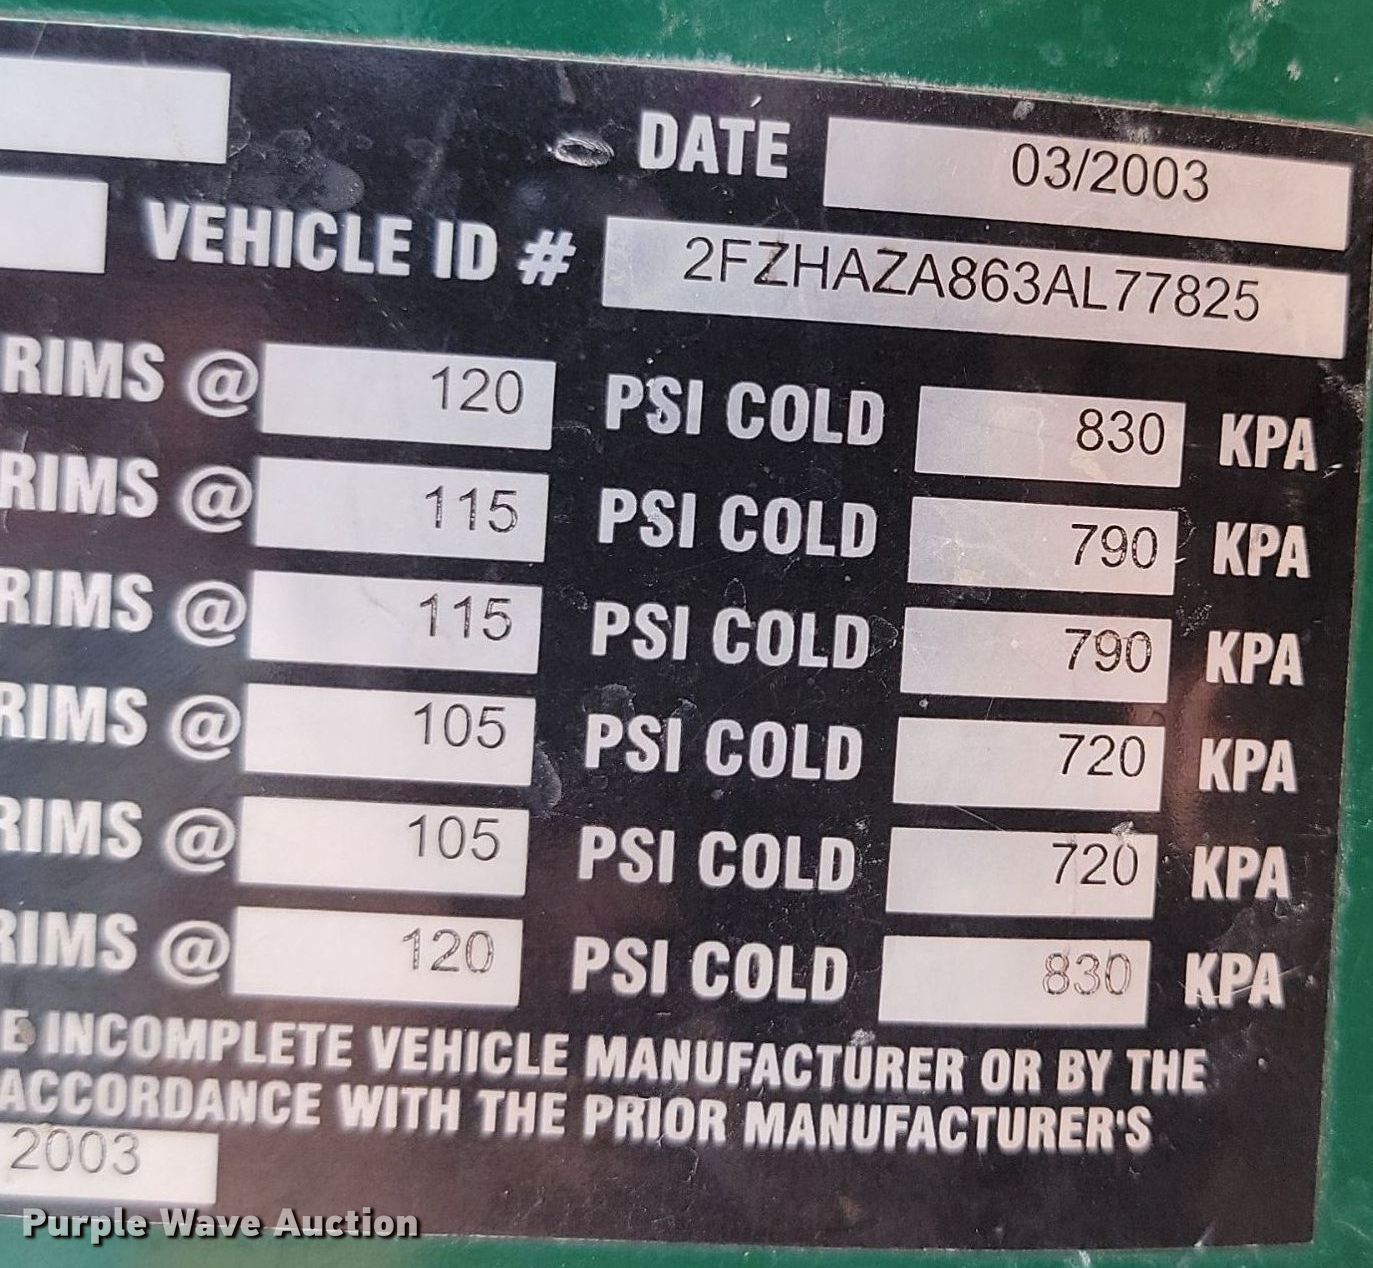 DATE 03/2003
VEHICLE ID # 2FZHAZA863AL77825
RIMS @ 120 PSI COLD 830 KPA
RIMS @ 115 PSI COLD 790 KPA
RIMS @ 115 PSI COLD 790 KPA
RIMS @ 105 PSI COLD 720 KPA
RIMS @ 105 PSI COLD 720 KPA
RIMS @ 120 PSI COLD 830 KPA
E INCOMPLETE VEHICLE MANUFACTURER OR BY THE
ACCORDANCE WITH THE PRIOR MANUFACTURER'S
2003
Purple Wave Auction